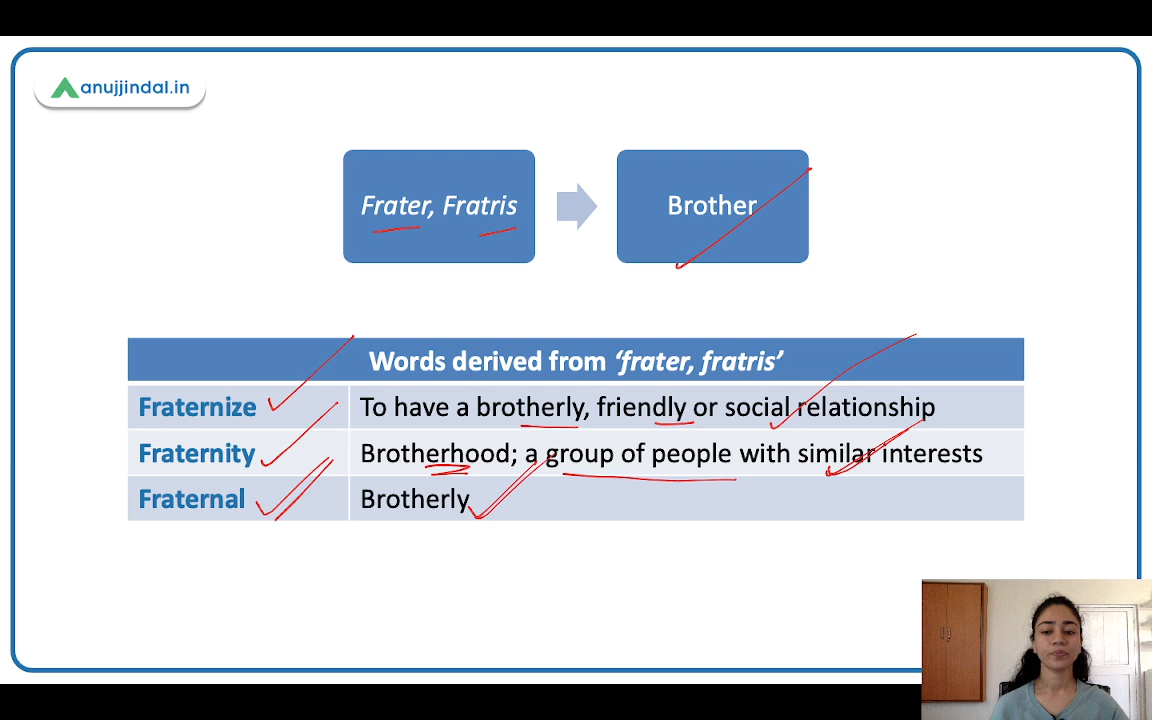 anujjindal.in
Frater, Fratris
Brother
Words derived from ‘frater, fratris’
Fraternize
To have a brotherly, friendly or social relationship
Fraternity
Brotherhood; a group of people with similar interests
Fraternal
Brotherly